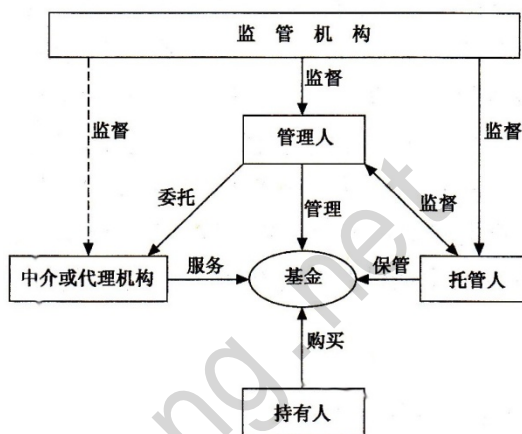 监管机构
监督
监督
监督
管理人
委托
管理
监督
中介或代理机构
服务
基金
保管
托管人
购买
持有人
ng.net